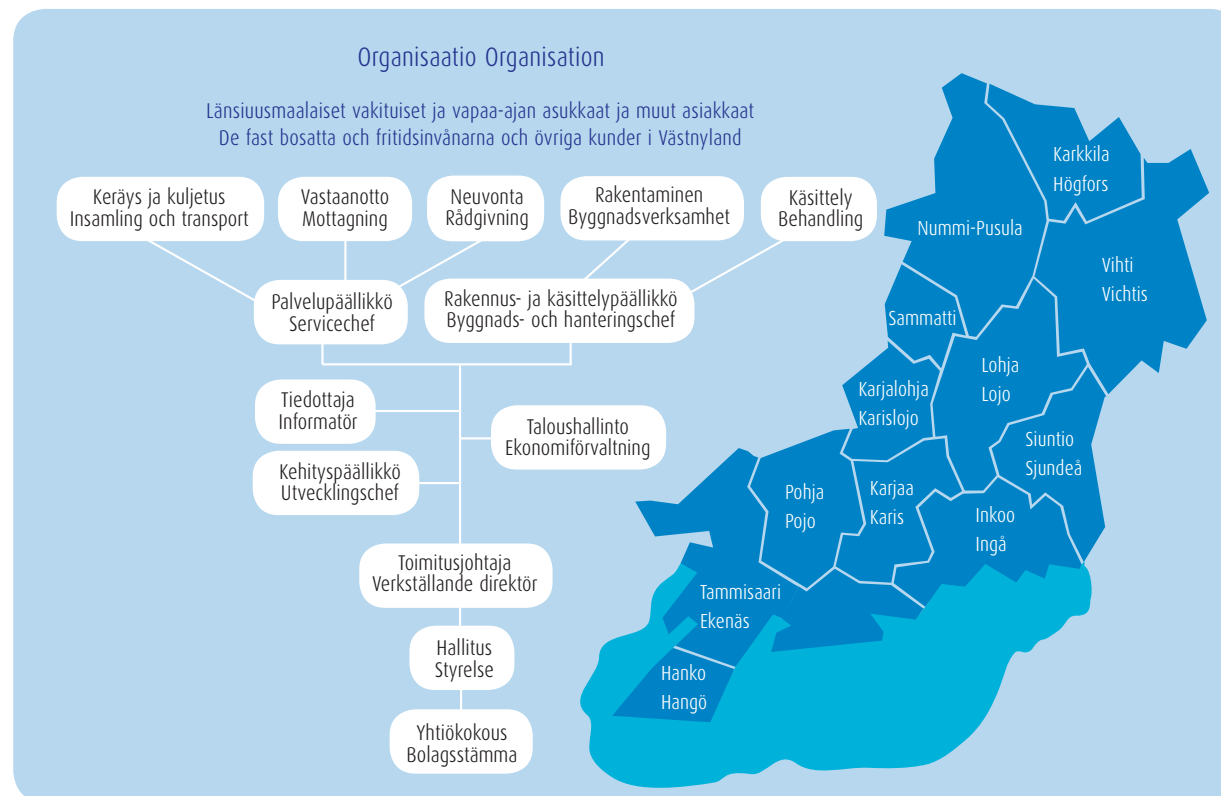 Organisaatio Organisation
Länsiuusmaalaiset vakituiset ja vapaa-ajan asukkaat ja muut asiakkaat
De fast bosatta och fritidsinvånarna och övriga kunder i Västnyland
Keräys ja kuljetus
Insamling och transport
Vastaanotto
Mottagning
Neuvonta
Rådgivning
Rakentaminen
Byggnadsverksamhet
Käsittely
Behandling
Palvelupäällikkö
Servicechef
Rakennus- ja käsittelypäällikkö
Byggnads- och hanteringschef
Tiedottaja
Informatör
Taloushallinto
Ekonomiförvaltning
Kehityspäällikkö
Utvecklingschef
Toimitusjohtaja
Verkställande direktör
Hallitus
Styrelse
Yhtiökokous
Bolagsstämma
Karkkila
Högfors
Nummi-Pusula
Vihti
Vichtis
Sammatti
Lohja
Lojo
Karjalohja
Karislojo
Siuntio
Sjundeå
Pohja
Pojo
Karjaa
Karis
Inkoo
Ingå
Tammisaari
Ekenäs
Hanko
Hangö